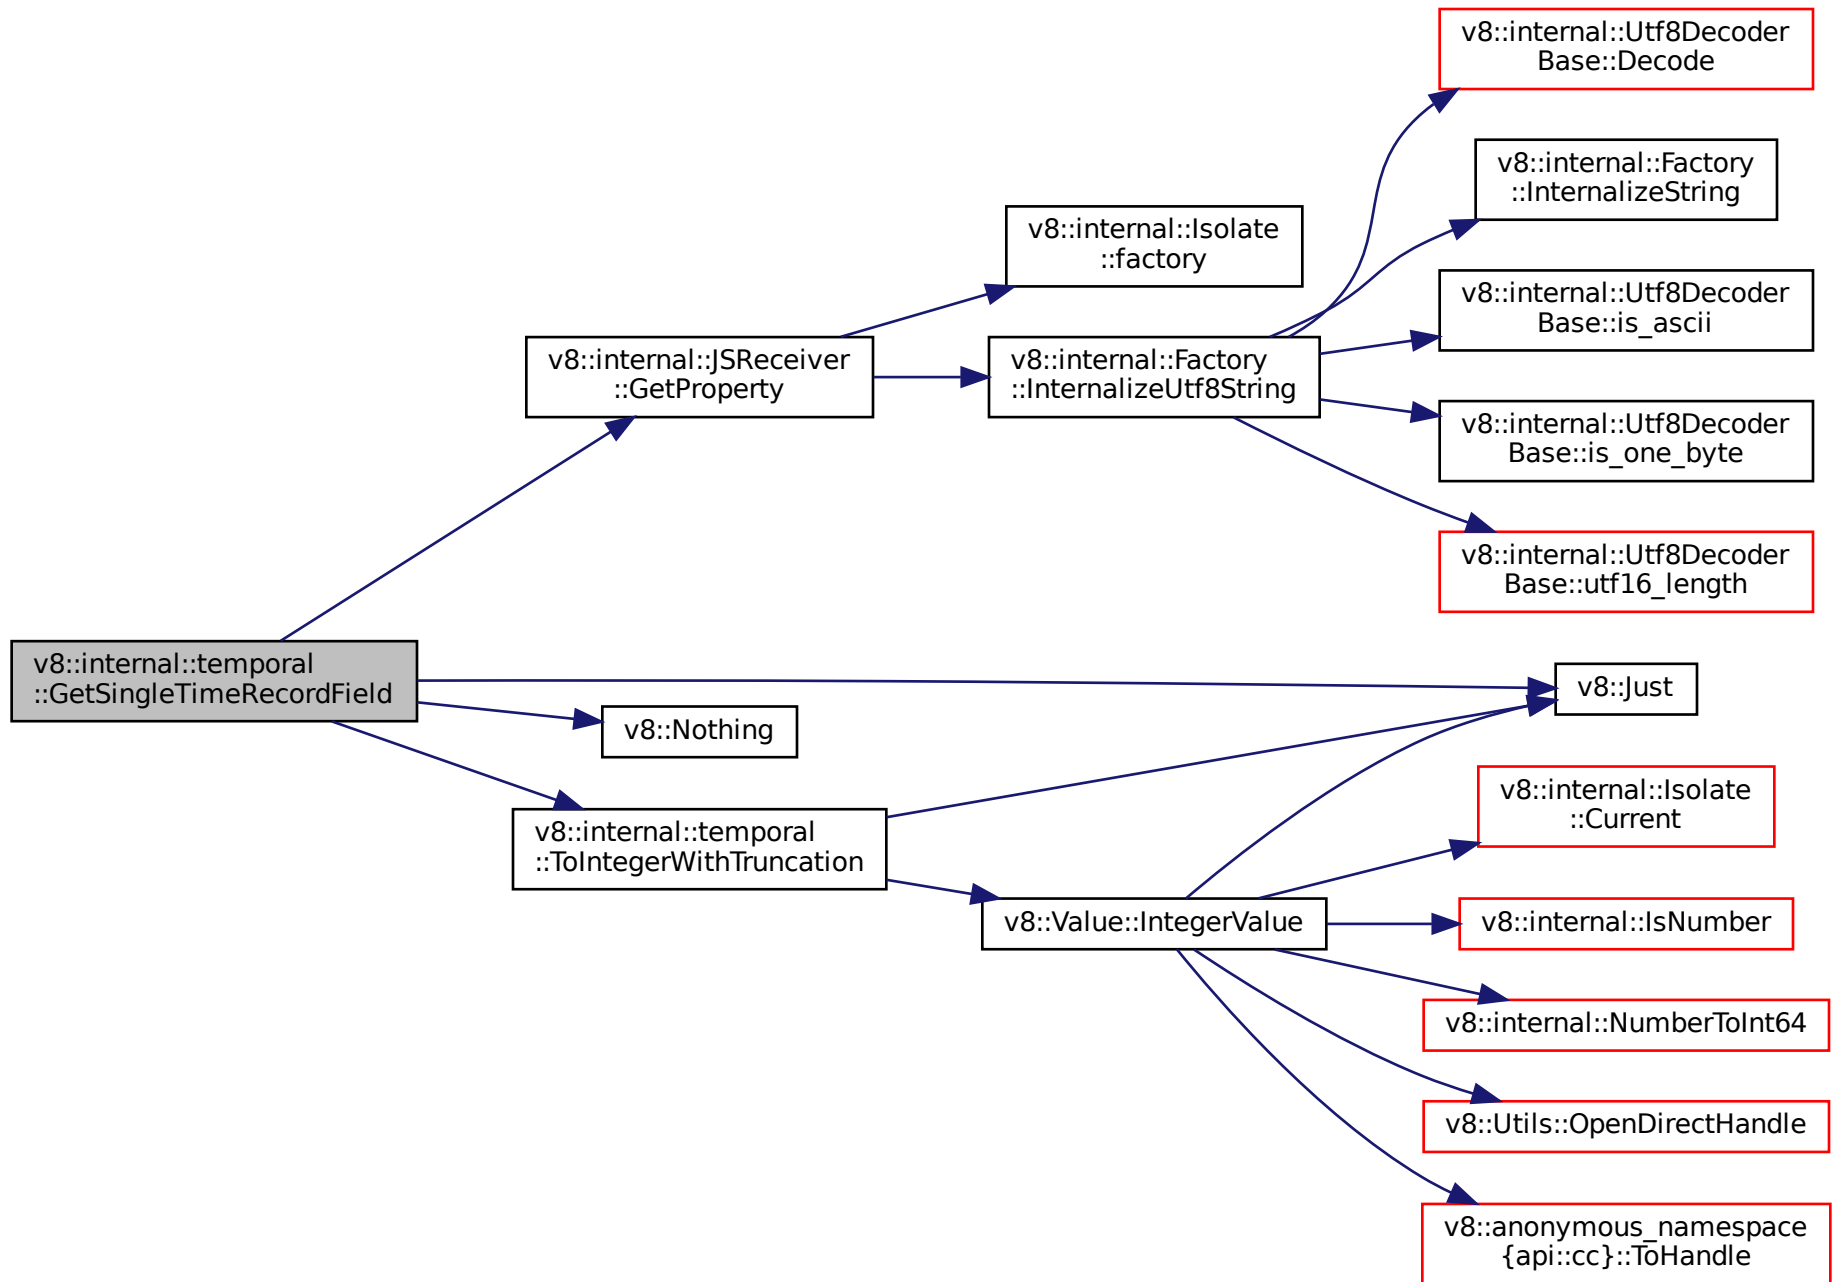 v8::internal::Utf8Decoder
Base::Decode
v8::internal::Factory
::InternalizeString
v8::internal::Isolate
::factory
v8::internal::Utf8Decoder
Base::is_ascii
v8::internal::JSReceiver
::GetProperty
v8::internal::Factory
::InternalizeUtf8String
v8::internal::Utf8Decoder
Base::is_one_byte
v8::internal::Utf8Decoder
Base::utf16_length
v8::internal::temporal
::GetSingleTimeRecordField
v8::Just
v8::Nothing
v8::internal::Isolate
::Current
v8::internal::temporal
::ToIntegerWithTruncation
v8::Value::IntegerValue
v8::internal::IsNumber
v8::internal::NumberToInt64
v8::Utils::OpenDirectHandle
v8::anonymous_namespace
{api::cc}::ToHandle